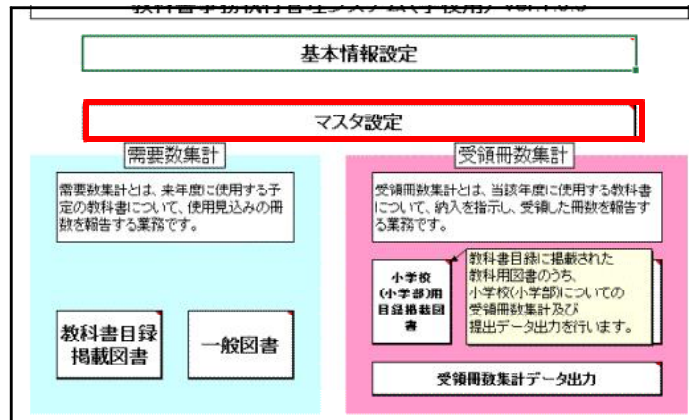 基本情報設定
マスタ設定
需要数集計
需要数集計とは、来年度に使用する予
定の教科書について、使用見込みの冊
数を報告する業務です。
教科書目録
掲載図書
一般図書
受領冊数集計
受領冊数集計とは、当該年度に使用する教科書
について、納入を指示し、受領した冊数を報告す
る業務です。
小学校
(小学部)用
目録掲載図
書
教科書目録に掲載された
教科用図書のうち、
小学校(小学部)についての
受領冊数集計及び
提出データ出力を行います。
受領冊数集計データ出力